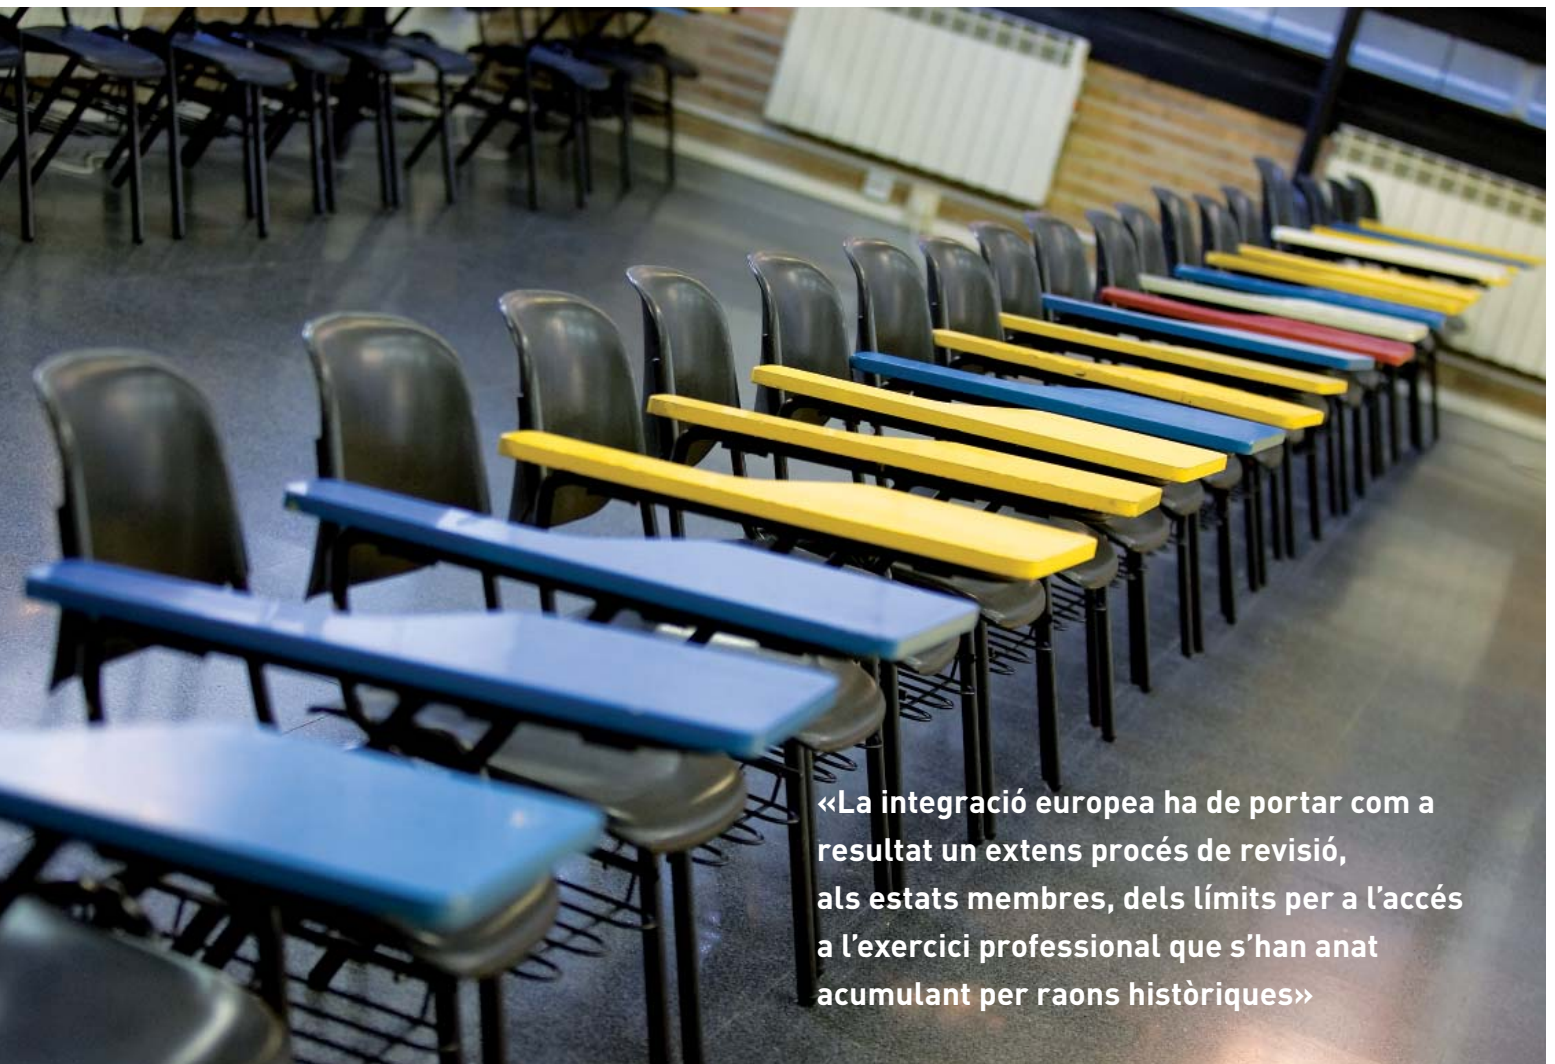 «La integració europea ha de portar com a
resultat un extens procés de revisió,
als estats membres, dels límits per a l’accés
a l’exercici professional que s’han anat
acumulant per raons històriques»